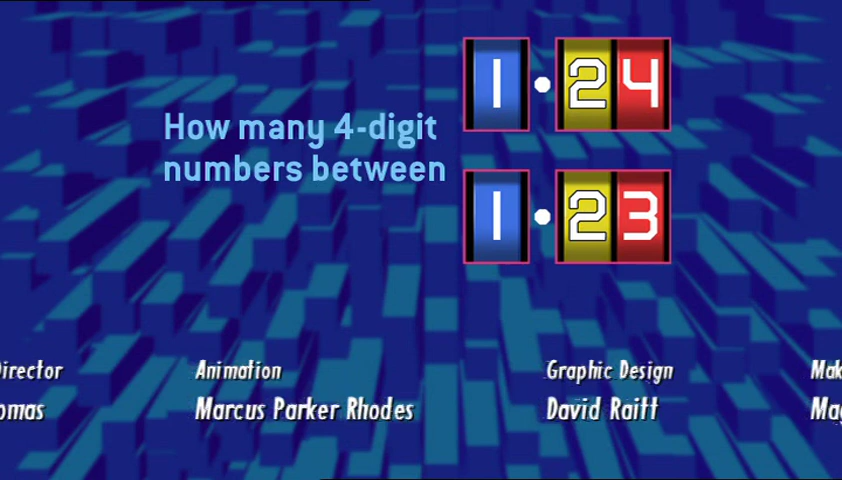 1.24
How many 4-digit
numbers between
1.23
Director
Animation
Graphic Design
Marcus Parker Rhodes
David Raitt